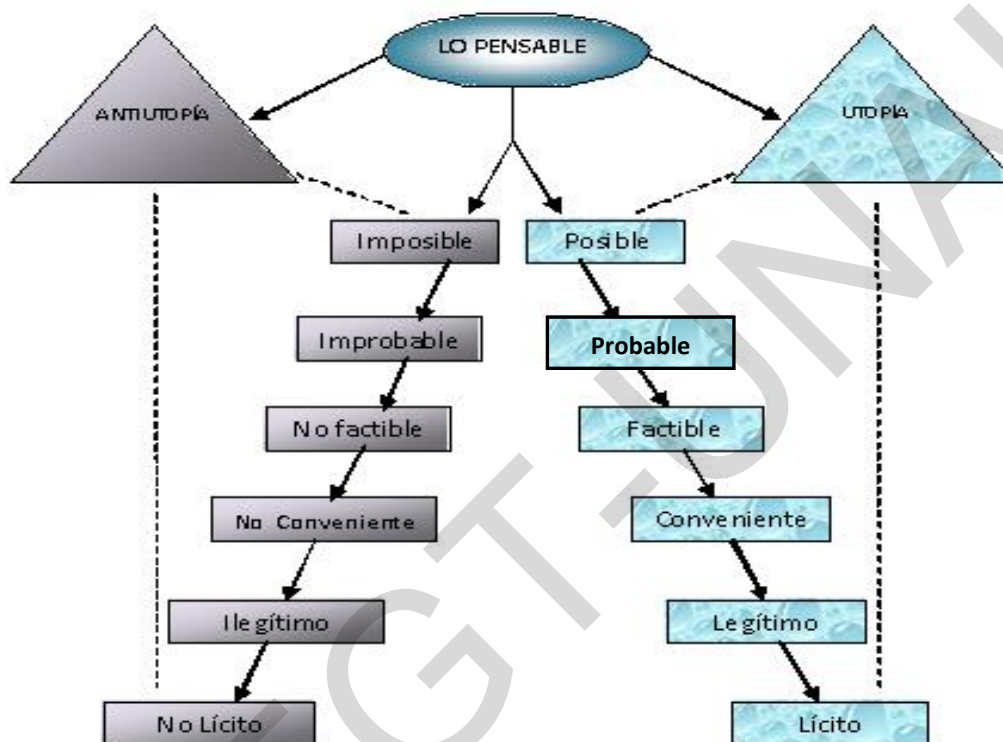 LO PENSABLE
ANTIUTOPÍA
UTOPÍA
Imposible
Posible
Improbable
Probable
No factible
Factible
No Conveniente
Conveniente
Ilegítimo
Legítimo
No Lícito
Lícito